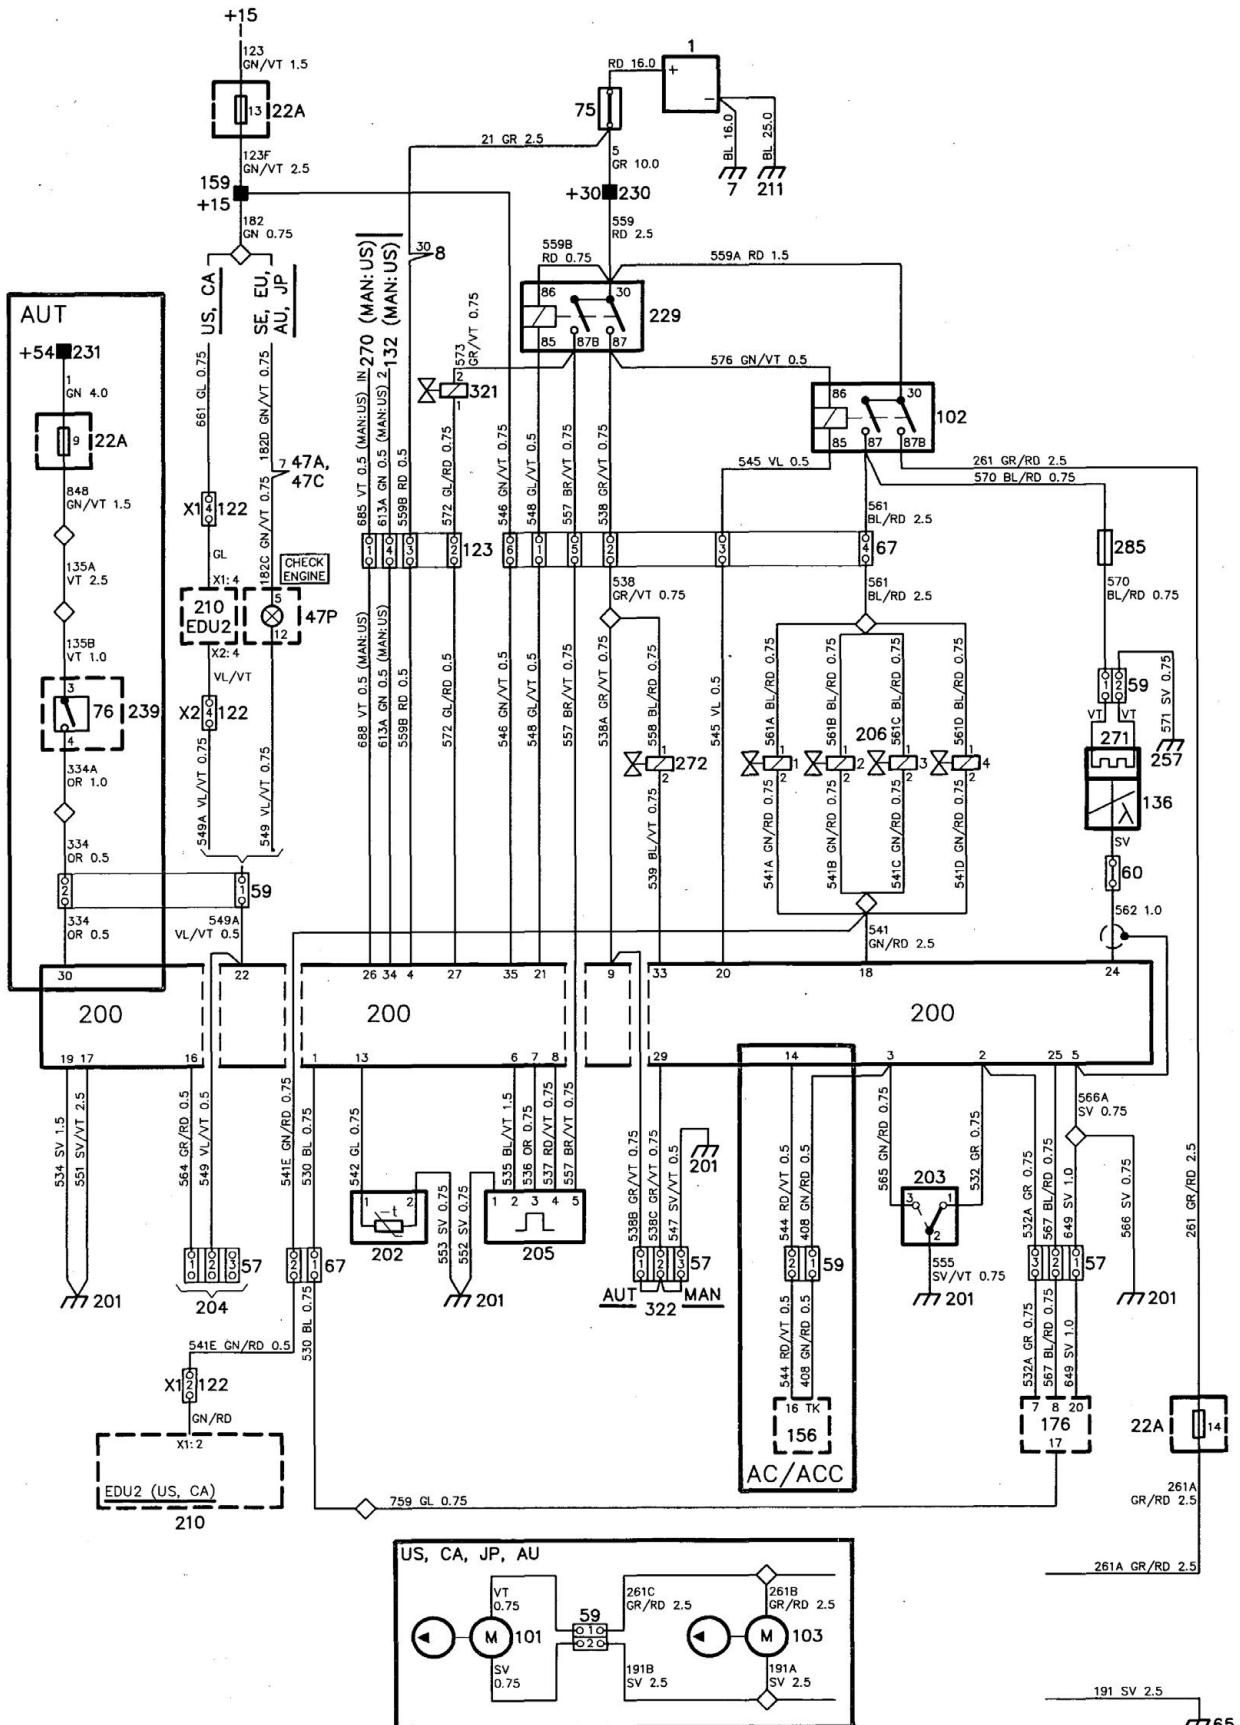 +15
123
GN/VT 1.5
13
22A
123F
GN/VT 2.5
159
+15
182
GN 0.75
US, CA
SE, EU,
AU, JP
661 GL 0.75
182D GN/VT 0.75
7 47A,
47C
X1 4 122
GL
X1:4
210
EDU2
X2:4
VL/VT
X2 4 122
182C GN/VT 0.75
CHECK
ENGINE
5
12
47P
549A VL/VT 0.75
549 VL/VT 0.75
AUT
+54 231
1
GN 4.0
9
22A
848
GN/VT 1.5
135A
VT 2.5
135B
VT 1.0
3
76
4
239
334A
OR 1.0
334
OR 0.5
2
1
59
334
OR 0.5
549A
VL/VT 0.5
RD 16.0
1
+
−
75
21 GR 2.5
5
GR 10.0
BL 16.0
BL 25.0
7
211
+30 230
559
RD 2.5
559B
RD 0.75
559A RD 1.5
30 8
270 (MAN:US)
132 (MAN:US)
86
30
85
87B
87
229
573
GR/VT 0.75
2
321
1
576 GN/VT 0.5
86
30
85
87
87B
102
545 VL 0.5
261 GR/RD 2.5
570 BL/RD 0.75
685 VT 0.5 (MAN:US) IN
613A GN 0.5 (MAN:US) 2
559B RD 0.5
572 GL/RD 0.75
546 GN/VT 0.75
548 GL/VT 0.5
557 BR/VT 0.75
538 GR/VT 0.75
561
BL/RD 2.5
285
1
4
3
2
123
6
1
5
2
3
4
67
538
GR/VT 0.75
561
BL/RD 2.5
570
BL/RD 0.75
1
2
59
571 SV 0.75
VT
VT
271
257
136
λ
SV
60
562 1.0
688 VT 0.5 (MAN:US)
613A GN 0.5 (MAN:US)
559B RD 0.5
572 GL/RD 0.5
546 GN/VT 0.5
548 GL/VT 0.5
557 BR/VT 0.75
538A GR/VT 0.75
558 BL/RD 0.75
1
272
2
539 BL/VT 0.75
545 VL 0.5
561A BL/RD 0.75
561B BL/RD 0.75
206
561C BL/RD 0.75
561D BL/RD 0.75
1
1
2
1
2
2
1
3
2
1
4
2
541A GN/RD 0.75
541B GN/RD 0.75
541C GN/RD 0.75
541D GN/RD 0.75
541
GN/RD 2.5
30
22
26
34
4
27
35
21
9
33
20
18
24
200
200
200
19
17
16
1
13
6
7
8
29
14
3
2
25
5
534 SV 1.5
551 SV/VT 2.5
564 GR/RD 0.5
549 VL/VT 0.5
541E GN/RD 0.75
530 BL 0.75
542 GL 0.75
535 BL/VT 1.5
536 OR 0.75
537 RD/VT 0.75
557 BR/VT 0.75
1
2
-t
202
553 SV 0.75
552 SV 0.75
1
2
3
4
5
205
538B GR/VT 0.75
538C GR/VT 0.75
547 SV/VT 0.5
201
544 RD/VT 0.5
408 GN/RD 0.5
565 GN/RD 0.75
532 GR 0.75
203
3
1
2
555
SV/VT 0.75
532A GR 0.75
567 BL/RD 0.75
649 SV 1.0
566A
SV 0.75
566 SV 0.75
261 GR/RD 2.5
201
1
2
3
57
204
2
1
67
201
1
2
3
57
AUT
322
MAN
2
1
59
201
3
2
1
57
201
541E GN/RD 0.5
530 BL 0.75
X1 2 122
GN/RD
X1:2
EDU2 (US, CA)
210
544 RD/VT 0.5
408 GN/RD 0.5
16 TK
156
AC/ACC
532A GR 0.75
567 BL/RD 0.75
649 SV 1.0
7
8
20
176
17
22A
14
759 GL 0.75
261A
GR/RD 2.5
261A GR/RD 2.5
US, CA, JP, AU
VT
0.75
M
101
SV
0.75
59
1
2
261C
GR/RD 2.5
261B
GR/RD 2.5
M
103
191B
SV 2.5
191A
SV 2.5
191 SV 2.5
65